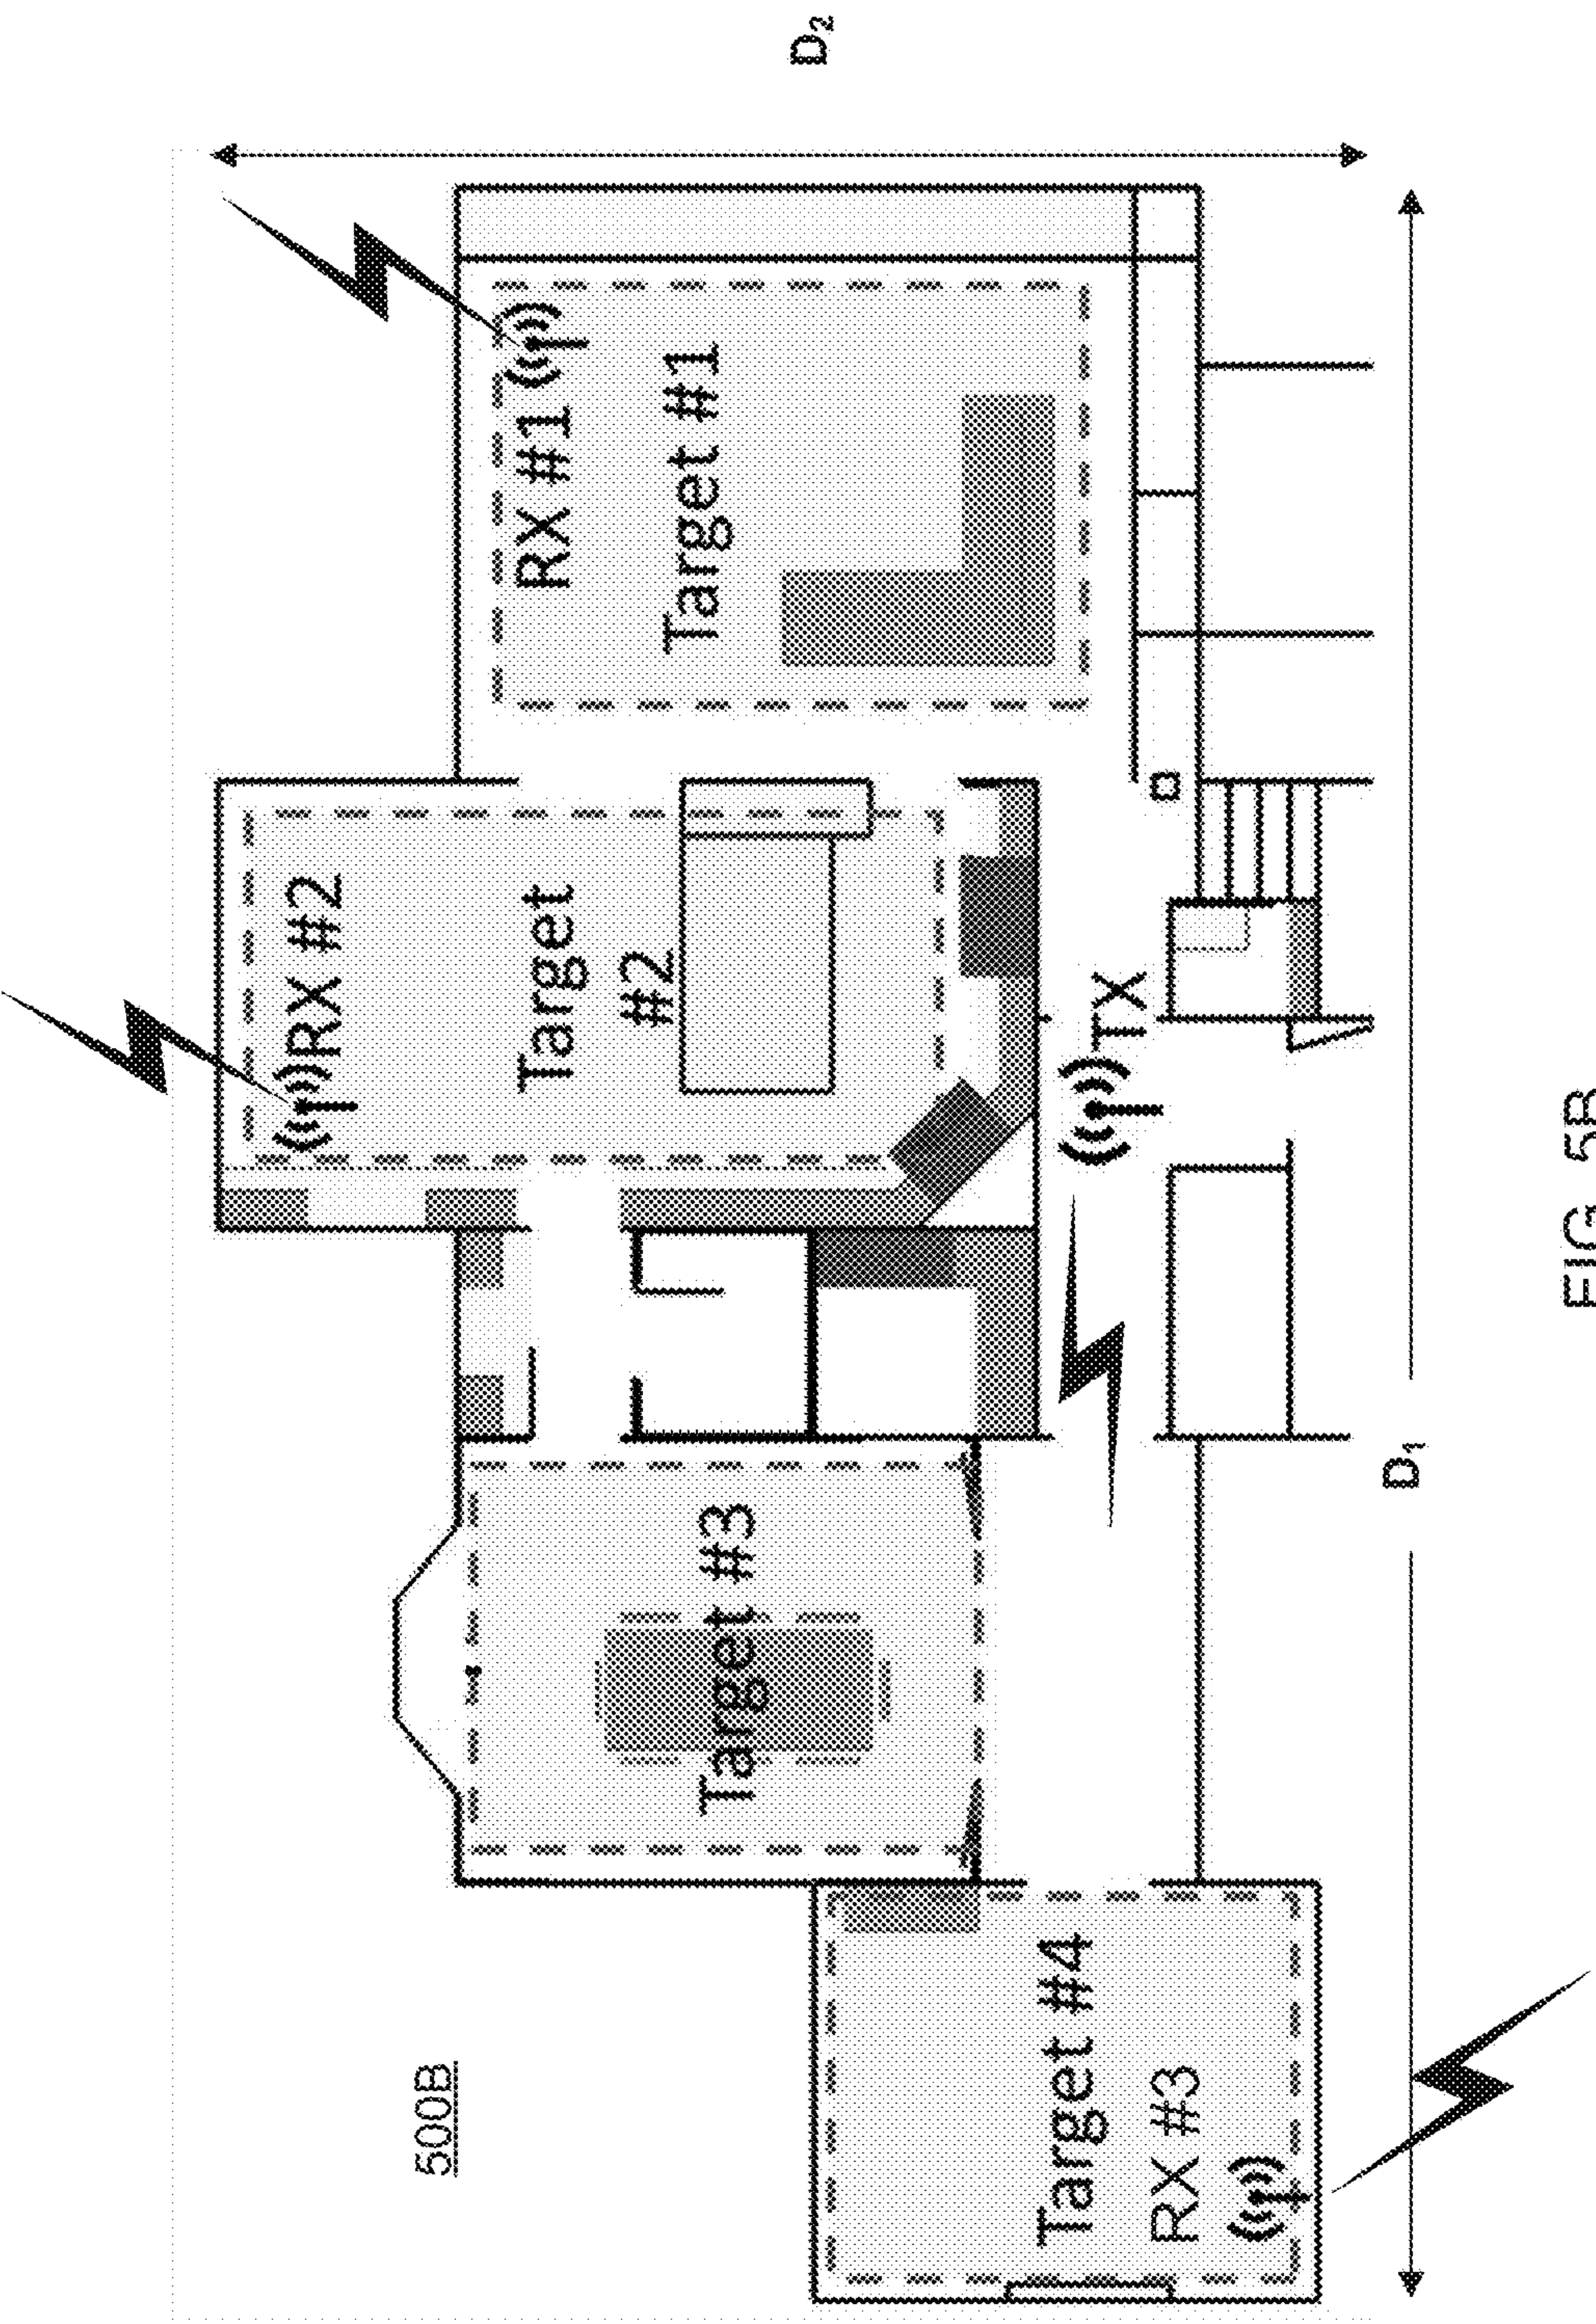 500B
RX #2
Target
#2
RX #1
Target #1
Target #3
Target #4
RX #3
TX
D₂
D₁
FIG. 5B